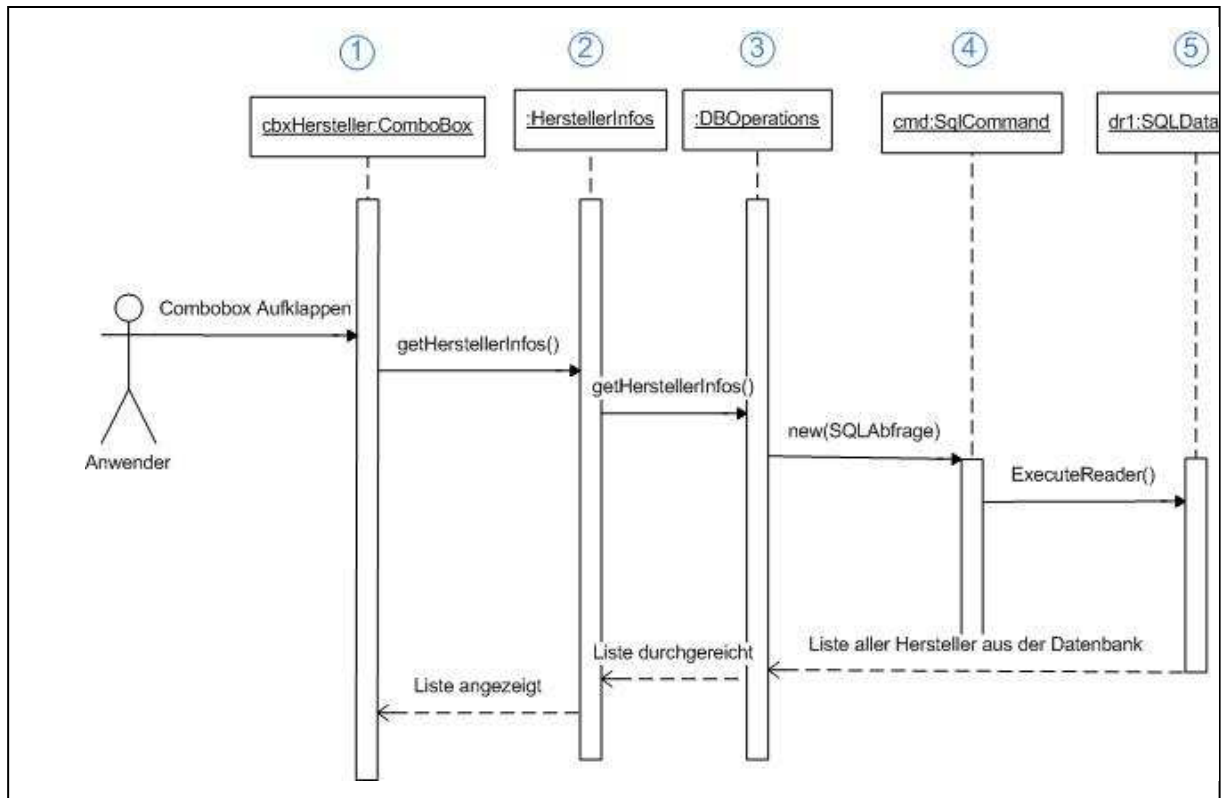 1 2 3 4 5
cbxHersteller:ComboBox :HerstellerInfos :DBOperations cmd:SqlCommand dr1:SQLData
Combobox Aufklappen
getHerstellerInfos()
getHerstellerInfos()
new(SQLAbfrage)
Anwender
ExecuteReader()
Liste aller Hersteller aus der Datenbank
Liste durchgereicht
Liste angezeigt